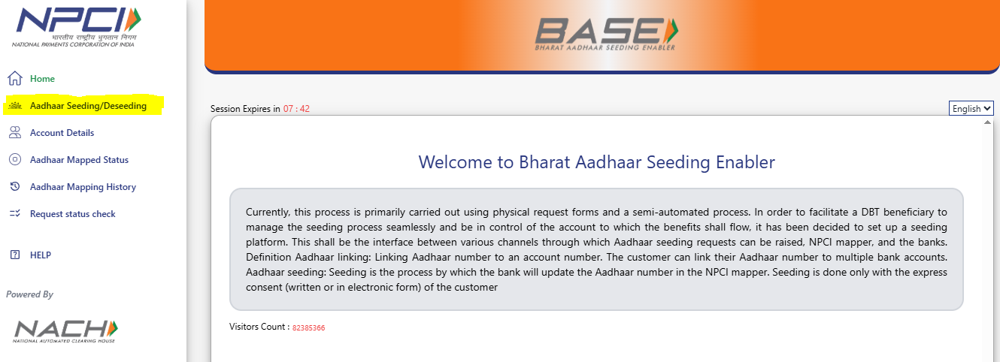 NPCI
भारतीय राष्ट्रीय भुगतान निगम
NATIONAL PAYMENTS CORPORATION OF INDIA
Home
Aadhaar Seeding/Deseeding
Account Details
Aadhaar Mapped Status
Aadhaar Mapping History
Request status check
HELP
Powered By
NACH
NATIONAL AUTOMATED CLEARING HOUSE
BASE
BHARAT AADHAAR SEEDING ENABLER
Session Expires in 07 : 42
English
Welcome to Bharat Aadhaar Seeding Enabler
Currently, this process is primarily carried out using physical request forms and a semi-automated process. In order to facilitate a DBT beneficiary to
manage the seeding process seamlessly and be in control of the account to which the benefits shall flow, it has been decided to set up a seeding
platform. This shall be the interface between various channels through which Aadhaar seeding requests can be raised, NPCI mapper, and the banks.
Definition Aadhaar linking: Linking Aadhaar number to an account number. The customer can link their Aadhaar number to multiple bank accounts.
Aadhaar seeding: Seeding is the process by which the bank will update the Aadhaar number in the NPCI mapper. Seeding is done only with the express
consent (written or in electronic form) of the customer
Visitors Count : 82385366